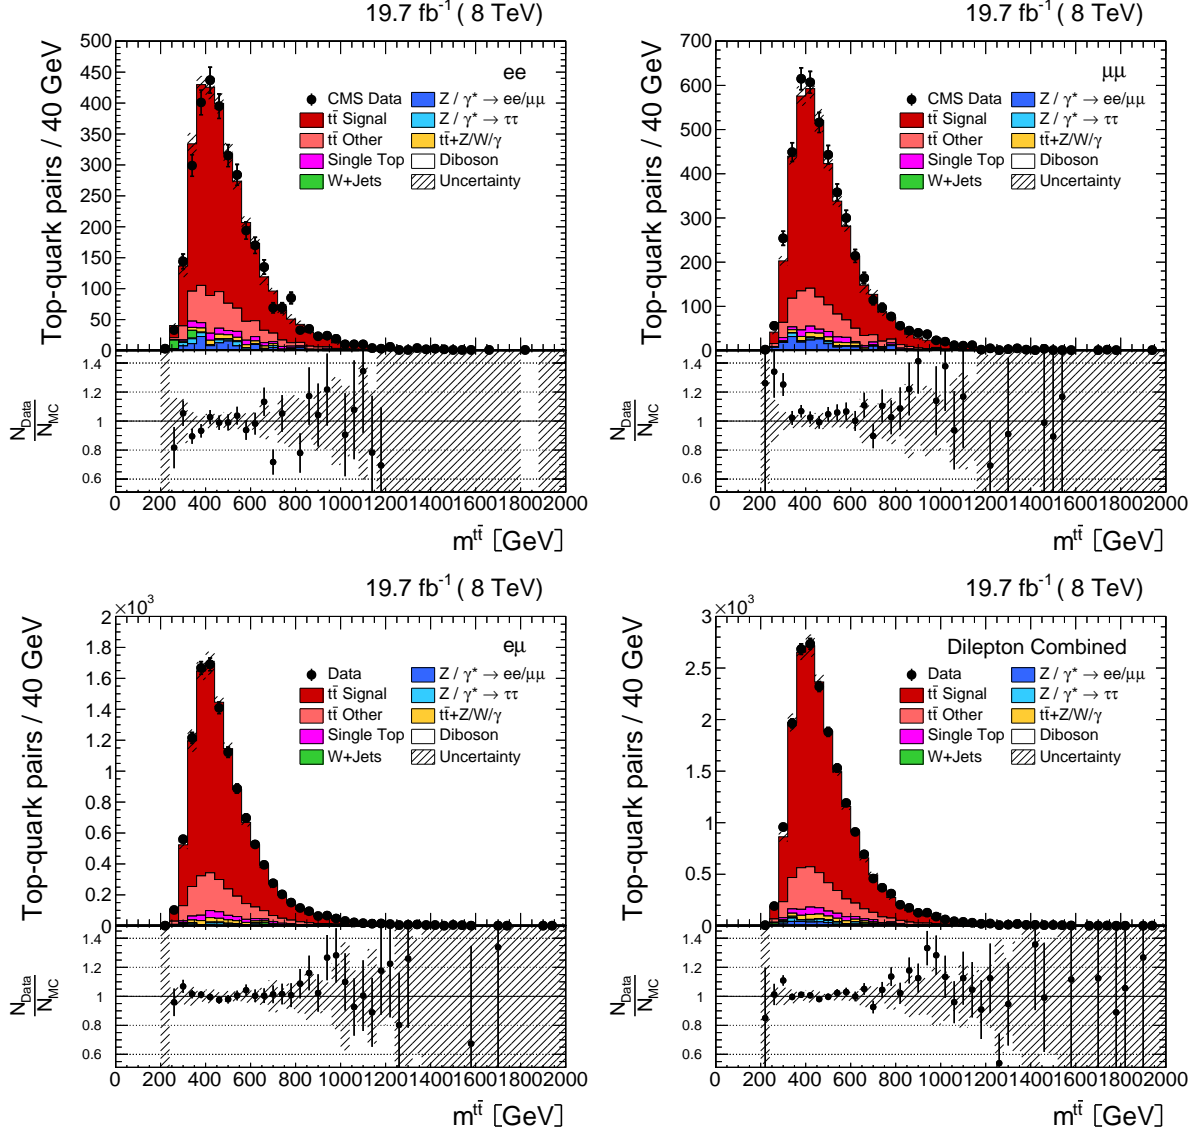 19.7 fb⁻¹ ( 8 TeV)
Top-quark pairs / 40 GeV
500
450
400
350
300
250
200
150
100
50
0
ee
CMS Data
tt̄ Signal
tt̄ Other
Single Top
W+Jets
Z / γ* → ee/μμ
Z / γ* → ττ
tt̄+Z/W/γ
Diboson
Uncertainty
N_Data / N_MC
1.4
1.2
1
0.8
0.6
0 200 400 600 800 1000 1200 1400 1600 1800 2000
m^tt̄ [GeV]
19.7 fb⁻¹ ( 8 TeV)
Top-quark pairs / 40 GeV
700
600
500
400
300
200
100
0
μμ
CMS Data
tt̄ Signal
tt̄ Other
Single Top
W+Jets
Z / γ* → ee/μμ
Z / γ* → ττ
tt̄+Z/W/γ
Diboson
Uncertainty
N_Data / N_MC
1.4
1.2
1
0.8
0.6
0 200 400 600 800 1000 1200 1400 1600 1800 2000
m^tt̄ [GeV]
19.7 fb⁻¹ ( 8 TeV)
×10³
Top-quark pairs / 40 GeV
2
1.8
1.6
1.4
1.2
1
0.8
0.6
0.4
0.2
0
eμ
Data
tt̄ Signal
tt̄ Other
Single Top
W+Jets
Z / γ* → ee/μμ
Z / γ* → ττ
tt̄+Z/W/γ
Diboson
Uncertainty
N_Data / N_MC
1.4
1.2
1
0.8
0.6
0 200 400 600 800 1000 1200 1400 1600 1800 2000
m^tt̄ [GeV]
19.7 fb⁻¹ ( 8 TeV)
×10³
Top-quark pairs / 40 GeV
3
2.5
2
1.5
1
0.5
0
Dilepton Combined
Data
tt̄ Signal
tt̄ Other
Single Top
W+Jets
Z / γ* → ee/μμ
Z / γ* → ττ
tt̄+Z/W/γ
Diboson
Uncertainty
N_Data / N_MC
1.4
1.2
1
0.8
0.6
0 200 400 600 800 1000 1200 1400 1600 1800 2000
m^tt̄ [GeV]